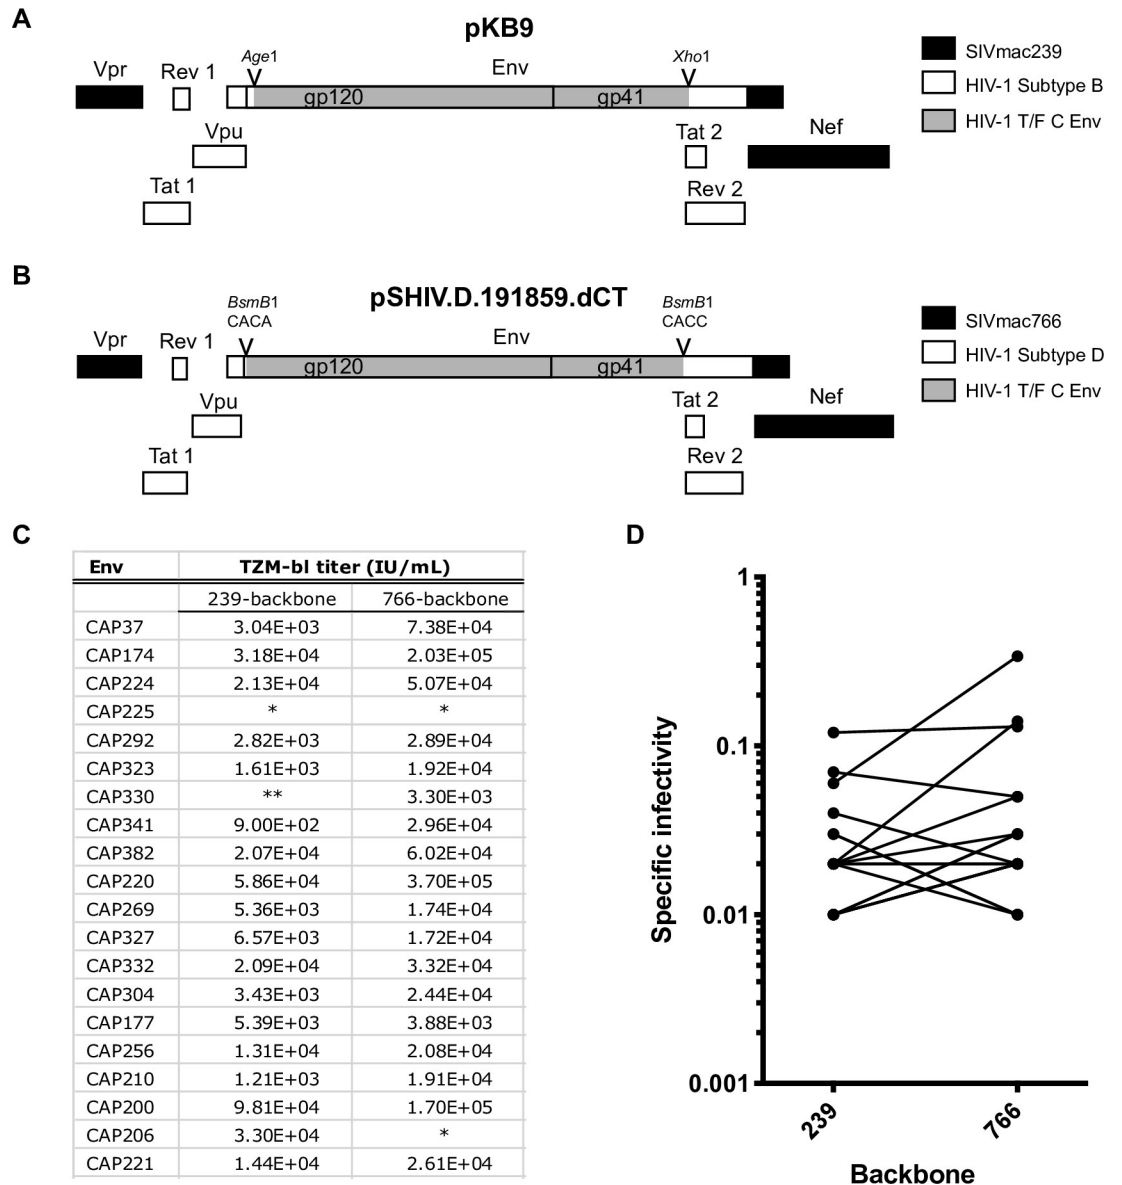 A
pKB9
Age1
Xho1
Vpr
Rev 1
Env
gp120
gp41
Vpu
Tat 2
Nef
Tat 1
Rev 2
SIVmac239
HIV-1 Subtype B
HIV-1 T/F C Env
B
pSHIV.D.191859.dCT
BsmB1
CACA
BsmB1
CACC
Vpr
Rev 1
Env
gp120
gp41
Vpu
Tat 2
Nef
Tat 1
Rev 2
SIVmac766
HIV-1 Subtype D
HIV-1 T/F C Env
C
Env TZM-bl titer (IU/mL)
239-backbone 766-backbone
CAP37 3.04E+03 7.38E+04
CAP174 3.18E+04 2.03E+05
CAP224 2.13E+04 5.07E+04
CAP225 * *
CAP292 2.82E+03 2.89E+04
CAP323 1.61E+03 1.92E+04
CAP330 ** 3.30E+03
CAP341 9.00E+02 2.96E+04
CAP382 2.07E+04 6.02E+04
CAP220 5.86E+04 3.70E+05
CAP269 5.36E+03 1.74E+04
CAP327 6.57E+03 1.72E+04
CAP332 2.09E+04 3.32E+04
CAP304 3.43E+03 2.44E+04
CAP177 5.39E+03 3.88E+03
CAP256 1.31E+04 2.08E+04
CAP210 1.21E+03 1.91E+04
CAP200 9.81E+04 1.70E+05
CAP206 3.30E+04 *
CAP221 1.44E+04 2.61E+04
D
Specific infectivity
1
0.1
0.01
0.001
239
766
Backbone